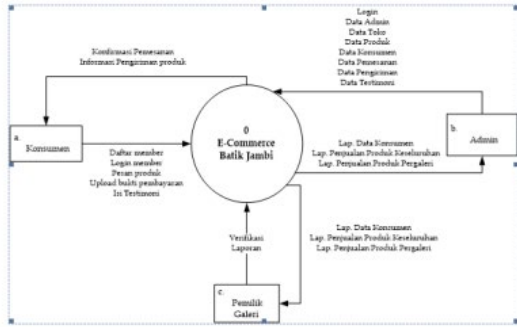 Login
Data Admin
Data Toko
Data Produk
Data Konsumen
Data Pemesanan
Data Pengiriman
Data Testimoni
Konfirmasi Pemesanan
Informasi Pengiriman produk
0
E-Commerce
Batik Jambi
a.
Konsumen
b.
Admin
Daftar member
Login member
Pesan produk
Upload bukti pembayaran
Isi Testimoni
Lap. Data Konsumen
Lap. Penjualan Produk Keseluruhan
Lap. Penjualan Produk Pergaleri
Verifikasi
Laporan
Lap. Data Konsumen
Lap. Penjualan Produk Keseluruhan
Lap. Penjualan Produk Pergaleri
c.
Pemilik
Galeri